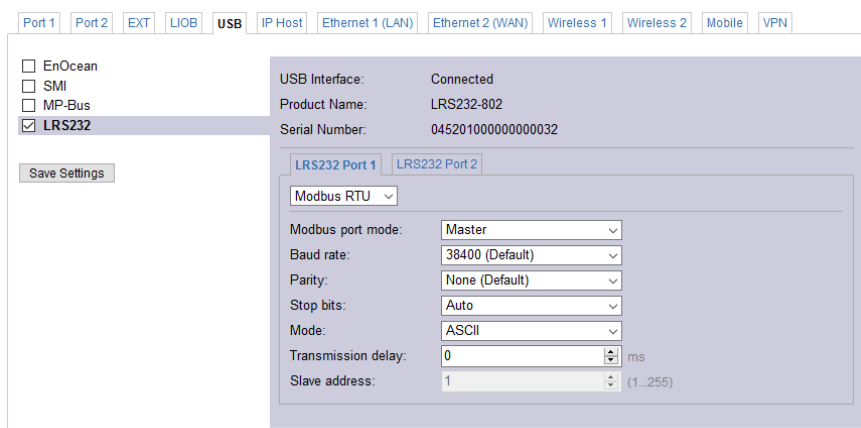 Port 1 Port 2 EXT LIOB USB IP Host Ethernet 1 (LAN) Ethernet 2 (WAN) Wireless 1 Wireless 2 Mobile VPN
EnOcean
SMI
MP-Bus
LRS232
Save Settings
USB Interface: Connected
Product Name: LRS232-802
Serial Number: 045201000000000032
LRS232 Port 1 LRS232 Port 2
Modbus RTU
Modbus port mode: Master
Baud rate: 38400 (Default)
Parity: None (Default)
Stop bits: Auto
Mode: ASCII
Transmission delay: 0 ms
Slave address: 1 (1...255)